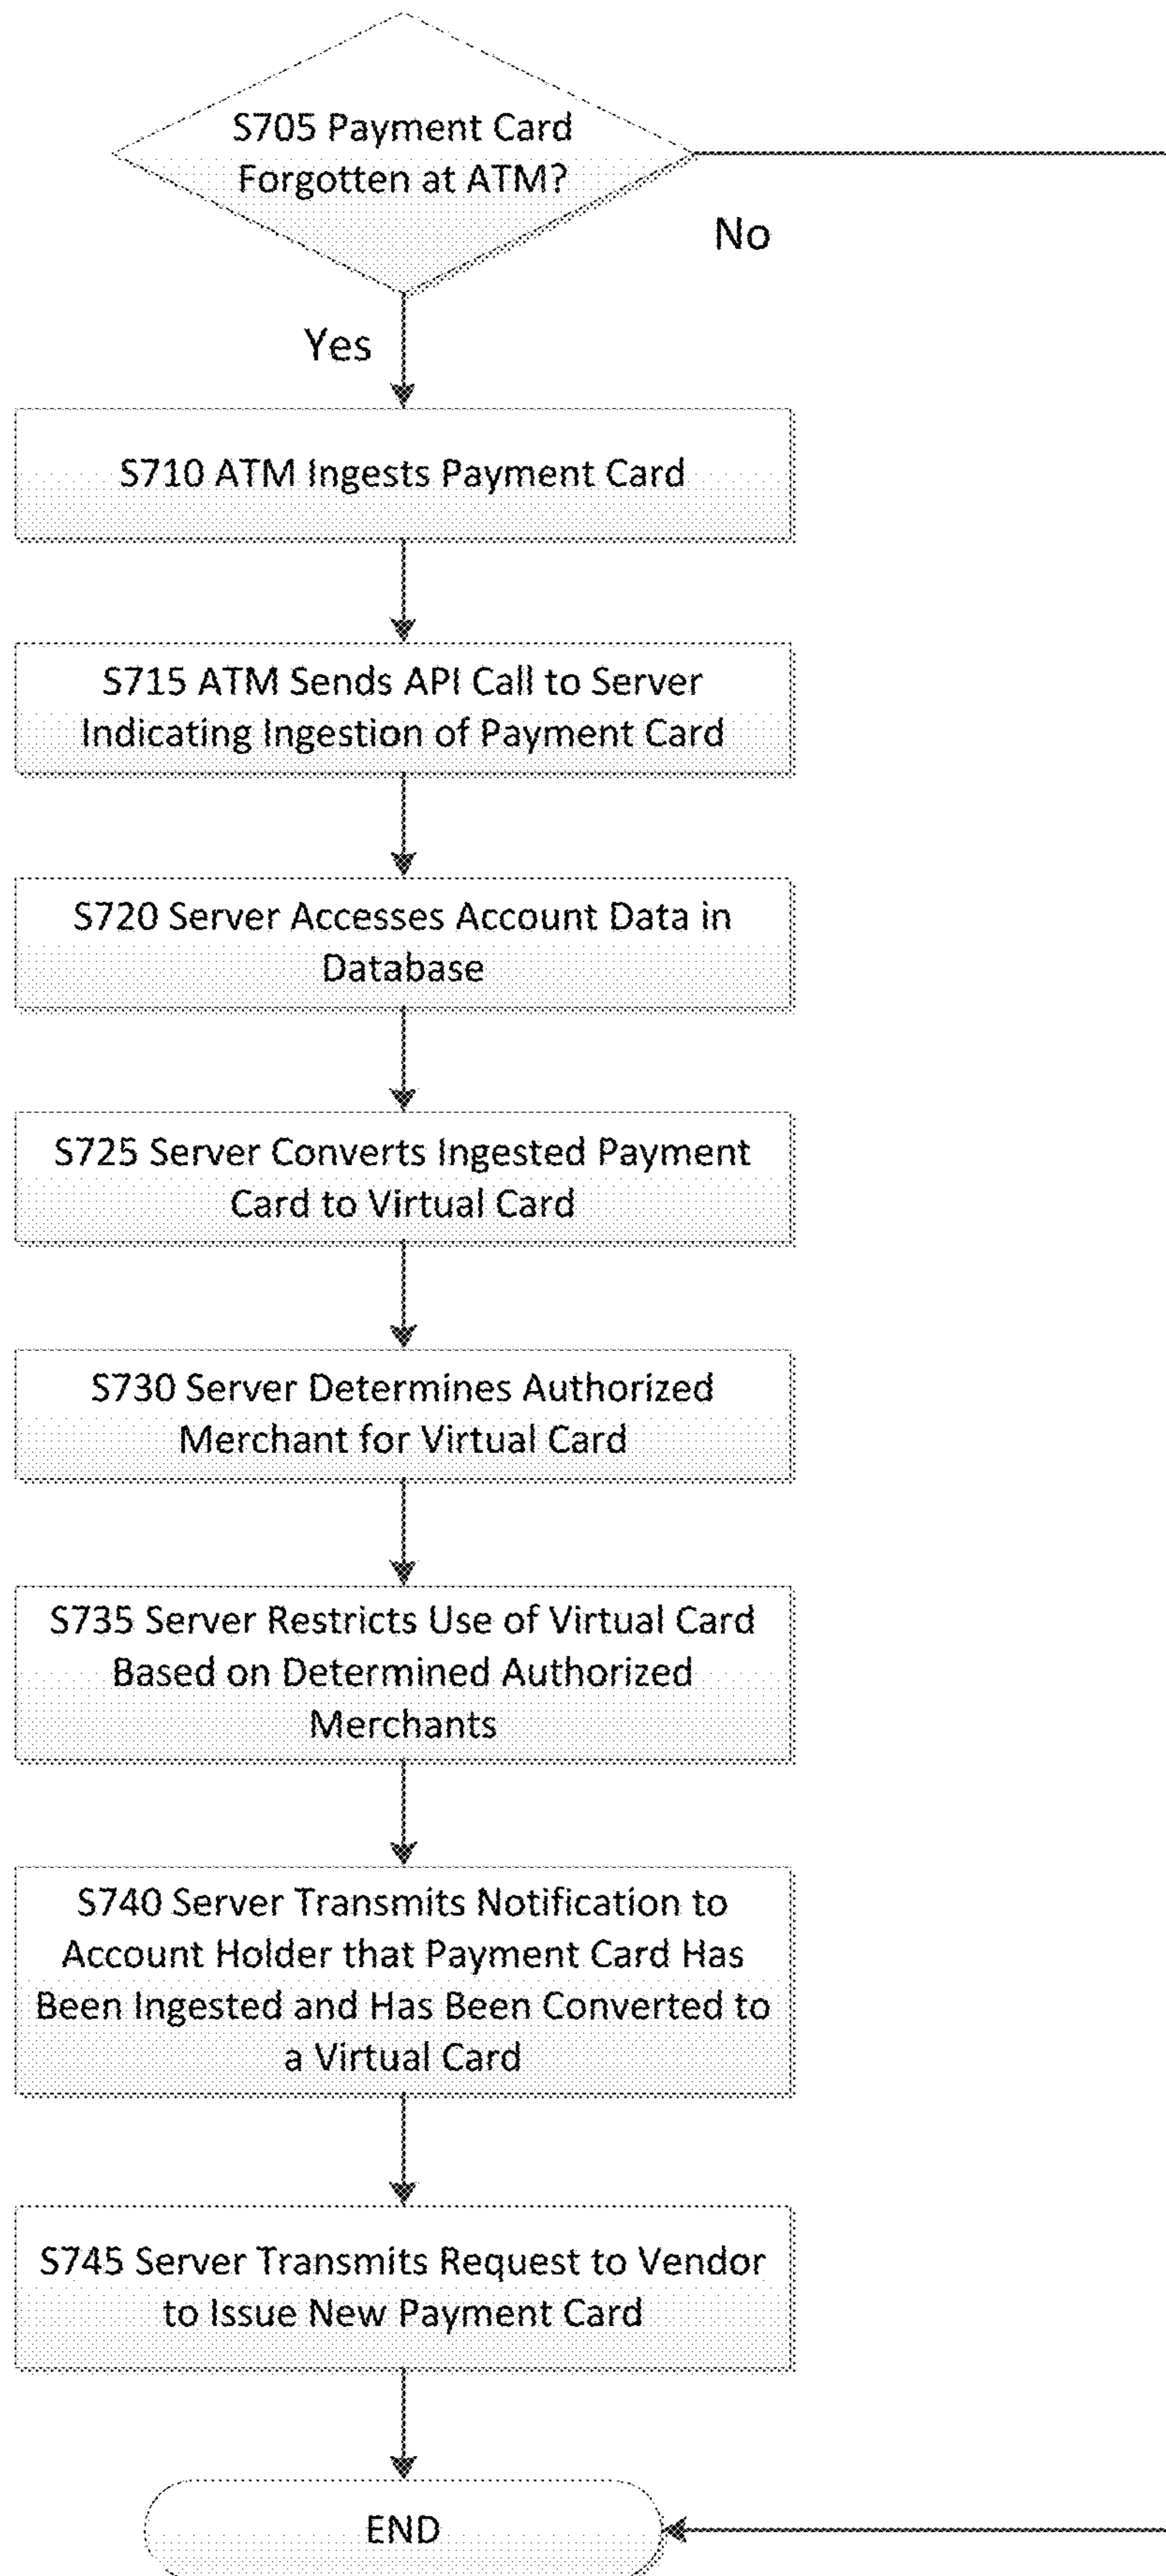 S705 Payment Card
Forgotten at ATM?
No
Yes
S710 ATM Ingests Payment Card
S715 ATM Sends API Call to Server
Indicating Ingestion of Payment Card
S720 Server Accesses Account Data in
Database
S725 Server Converts Ingested Payment
Card to Virtual Card
S730 Server Determines Authorized
Merchant for Virtual Card
S735 Server Restricts Use of Virtual Card
Based on Determined Authorized
Merchants
S740 Server Transmits Notification to
Account Holder that Payment Card Has
Been Ingested and Has Been Converted to
a Virtual Card
S745 Server Transmits Request to Vendor
to Issue New Payment Card
END